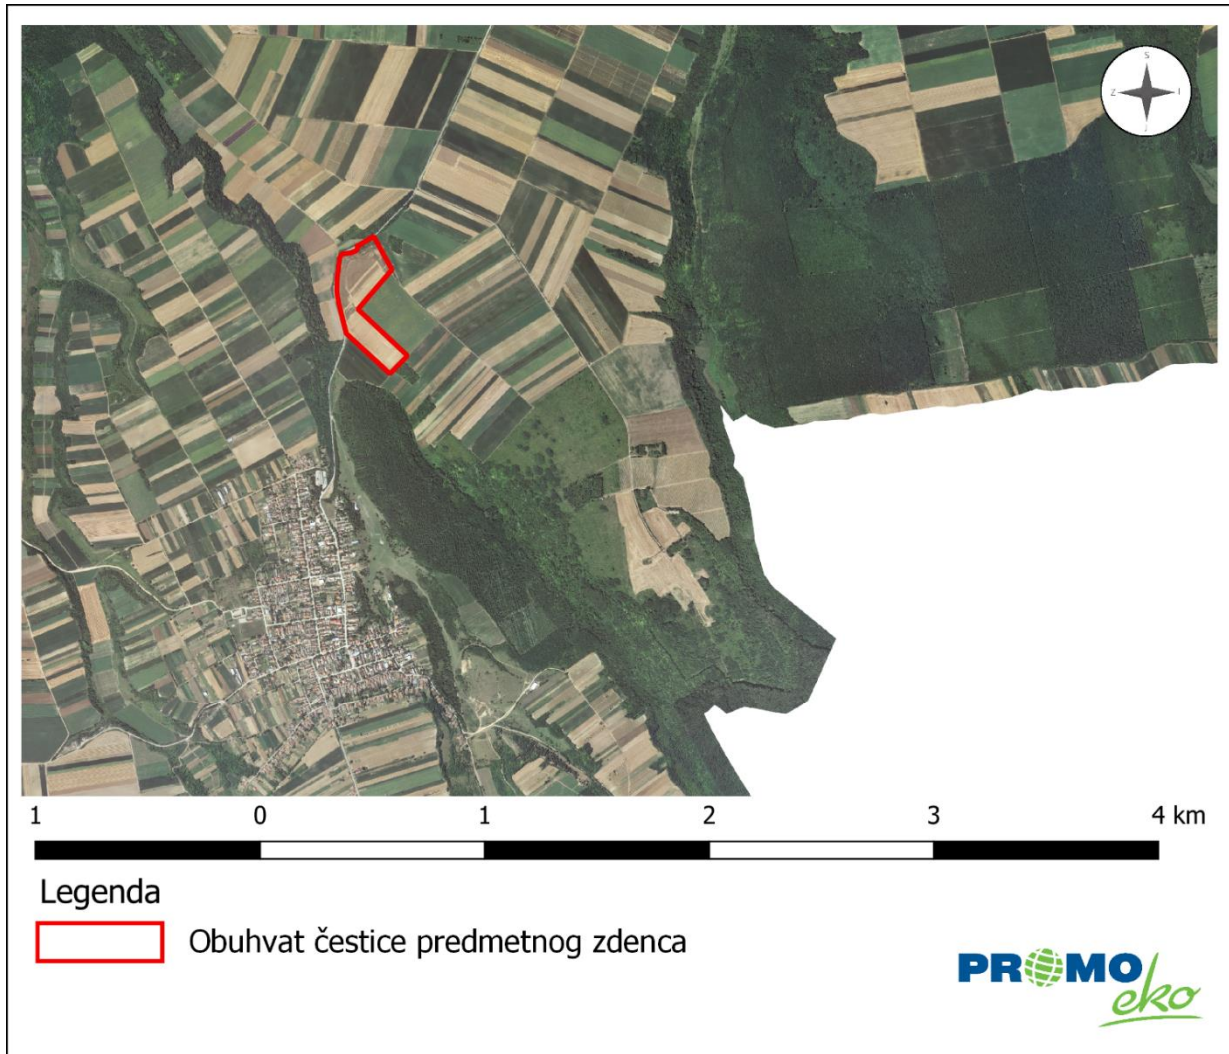 S
Z I
J
1 0 1 2 3 4 km
Legenda
Obuhvat čestice predmetnog zdenca
PROMO
eko